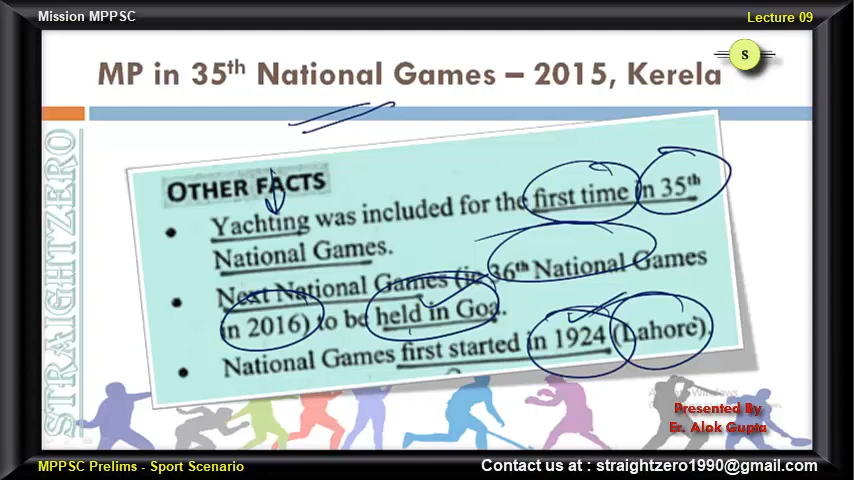 Mission MPPSC
Lecture 09
S
MP in 35th National Games – 2015, Kerela
STRAIGHTZERO
OTHER FACTS
• Yachting was included for the first time in 35th
National Games.
• Next National Games (in 36th National Games
in 2016) to be held in Goa.
• National Games first started in 1924 (Lahore).
Presented By
Er. Alok Gupta
MPPSC Prelims - Sport Scenario
Contact us at : straightzero1990@gmail.com